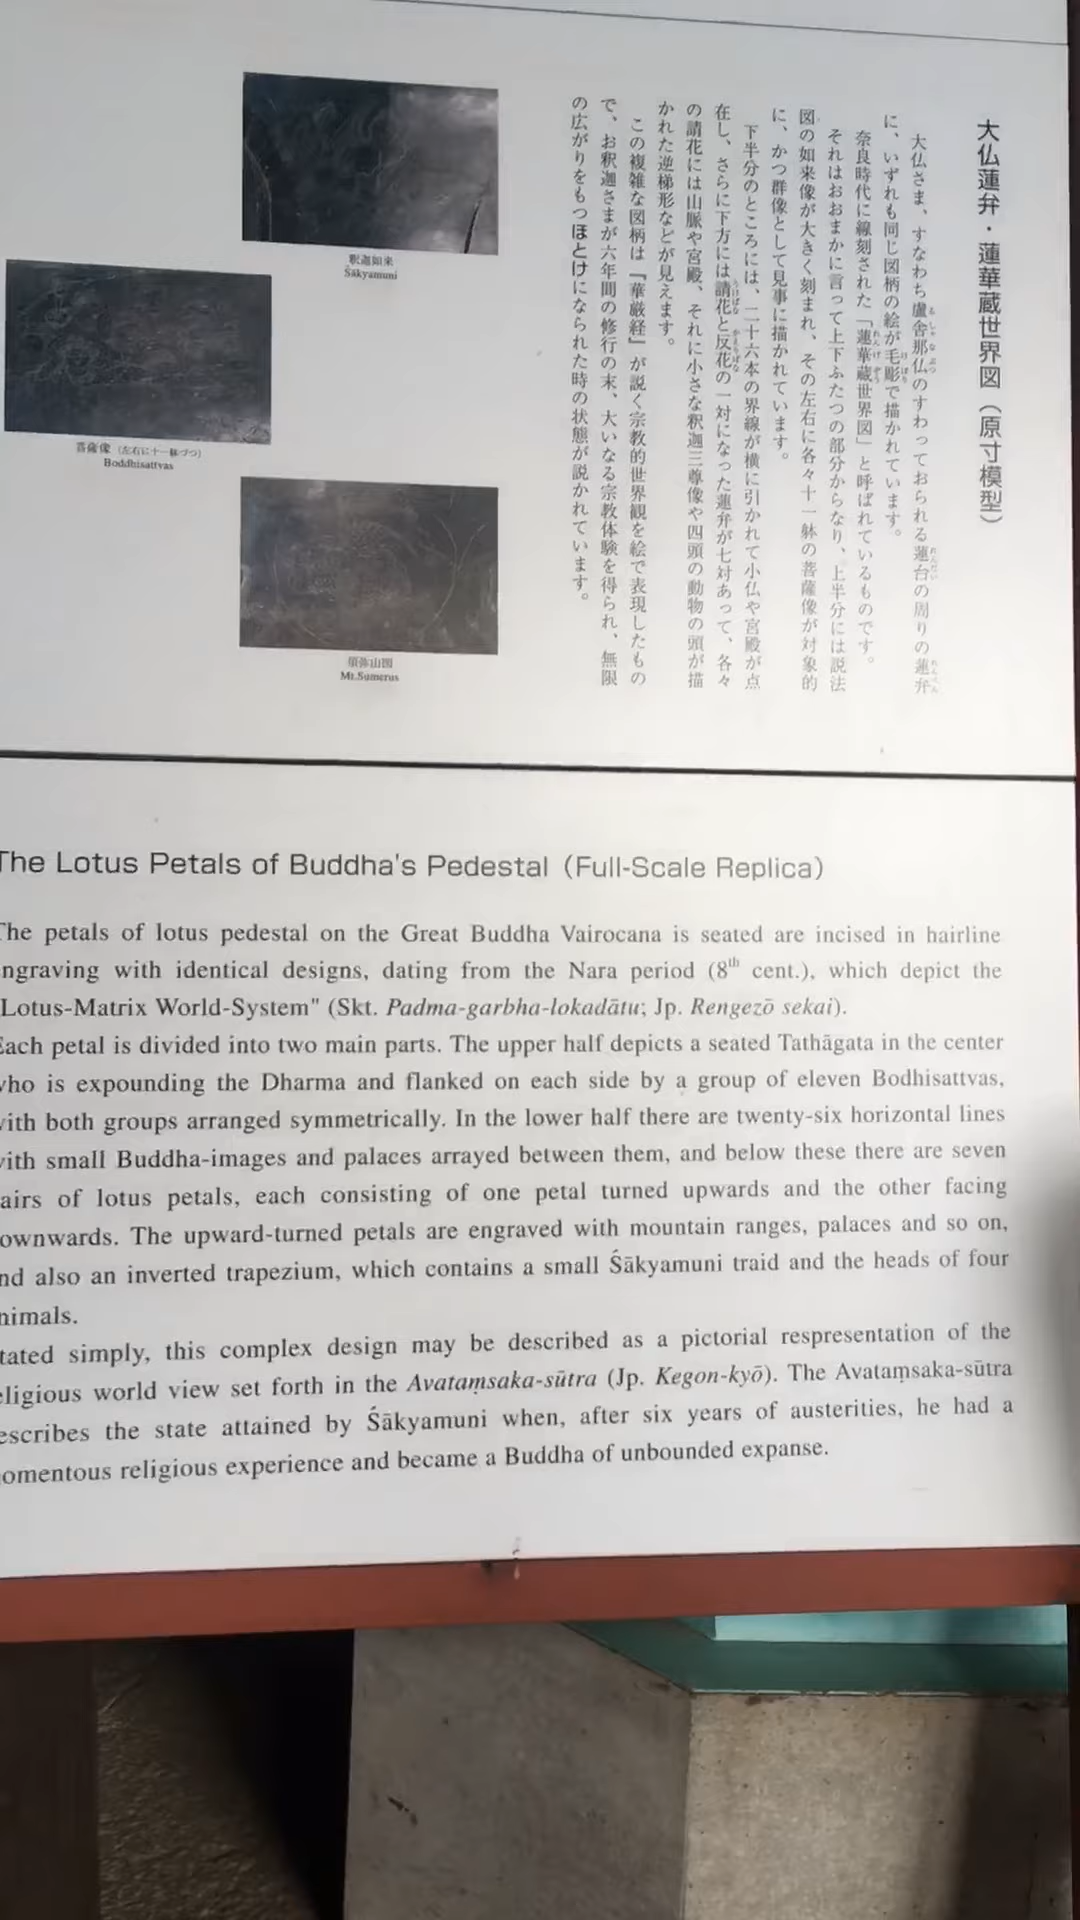 大仏蓮弁・蓮華蔵世界図（原寸模型）
大仏さま、すなわち盧舎那仏のすわっておられる蓮台の周りの蓮弁
に、いずれも同じ図柄の絵が毛彫で描かれています。
奈良時代に線刻された「蓮華蔵世界図」と呼ばれているものです。
それはおおまかに言って上下ふたつの部分からなり、上半分には説法
図の如来像が大きく刻まれ、その左右に各々十一躰の菩薩像が対象的
に、かつ群像として見事に描かれています。
下半分のところには、二十六本の界線が横に引かれて小仏や宮殿が点
在し、さらに下方には請花と反花の一対になった蓮弁が七対あって、各々
の請花には山脈や宮殿、それに小さな釈迦三尊像や四頭の動物の頭が描
かれた逆梯形などが見えます。
この複雑な図柄は『華厳経』が説く宗教的世界観を絵で表現したもの
で、お釈迦さまが六年間の修行の末、大いなる宗教体験を得られ、無限
の広がりをもつほとけになられた時の状態が説かれています。
釈迦如来
Śākyamuni
菩薩像（左右に十一躰づつ）
Boddhisattvas
須弥山図
Mt.Sumerus
The Lotus Petals of Buddha's Pedestal (Full-Scale Replica)
The petals of lotus pedestal on the Great Buddha Vairocana is seated are incised in hairline
ngraving with identical designs, dating from the Nara period (8th cent.), which depict the
Lotus-Matrix World-System" (Skt. Padma-garbha-lokadātu; Jp. Rengezō sekai).
Each petal is divided into two main parts. The upper half depicts a seated Tathāgata in the center
who is expounding the Dharma and flanked on each side by a group of eleven Bodhisattvas,
with both groups arranged symmetrically. In the lower half there are twenty-six horizontal lines
with small Buddha-images and palaces arrayed between them, and below these there are seven
airs of lotus petals, each consisting of one petal turned upwards and the other facing
ownwards. The upward-turned petals are engraved with mountain ranges, palaces and so on,
nd also an inverted trapezium, which contains a small Śākyamuni traid and the heads of four
nimals.
tated simply, this complex design may be described as a pictorial respresentation of the
eligious world view set forth in the Avataṃsaka-sūtra (Jp. Kegon-kyō). The Avataṃsaka-sūtra
escribes the state attained by Śākyamuni when, after six years of austerities, he had a
omentous religious experience and became a Buddha of unbounded expanse.